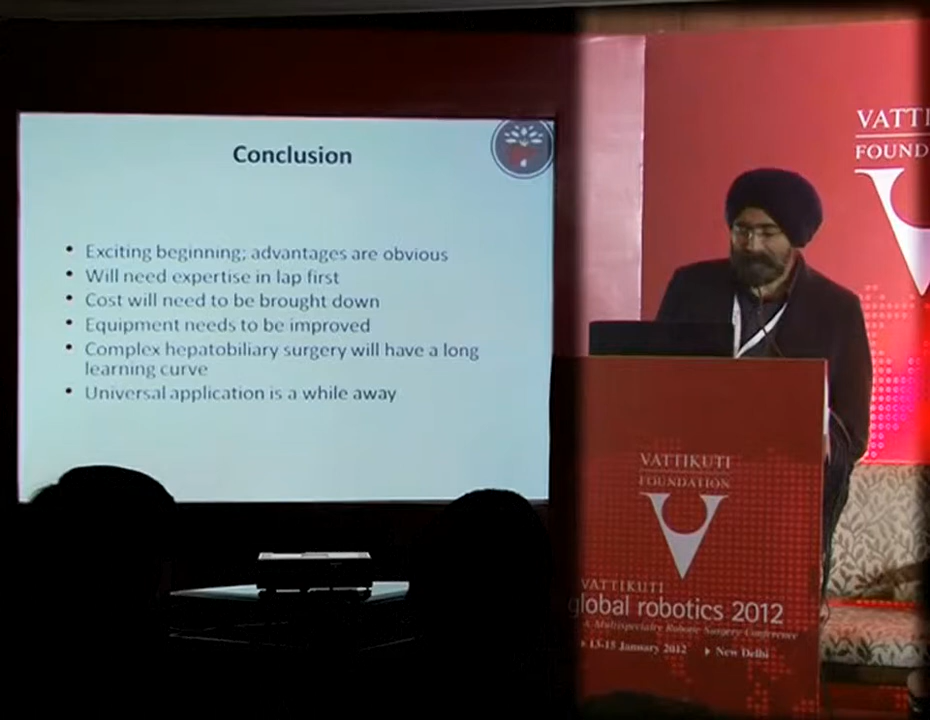 Conclusion
• Exciting beginning; advantages are obvious
• Will need expertise in lap first
• Cost will need to be brought down
• Equipment needs to be improved
• Complex hepatobiliary surgery will have a long
learning curve
• Universal application is a while away
VATTI
FOUND
VATTIKUTI
FOUNDATION
VATTIKUTI
global robotics 2012
A Multispecialty Robotic Surgery Conference
13-15 January 2012 New Delhi